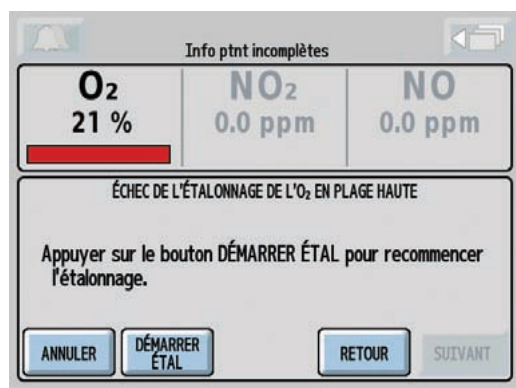 Info ptnt incomplètes
O₂ NO₂ NO
21 % 0.0 ppm 0.0 ppm
ÉCHEC DE L'ÉTALONNAGE DE L'O₂ EN PLAGE HAUTE
Appuyer sur le bouton DÉMARRER ÉTAL pour recommencer
l'étalonnage.
ANNULER DÉMARRER ÉTAL RETOUR SUIVANT